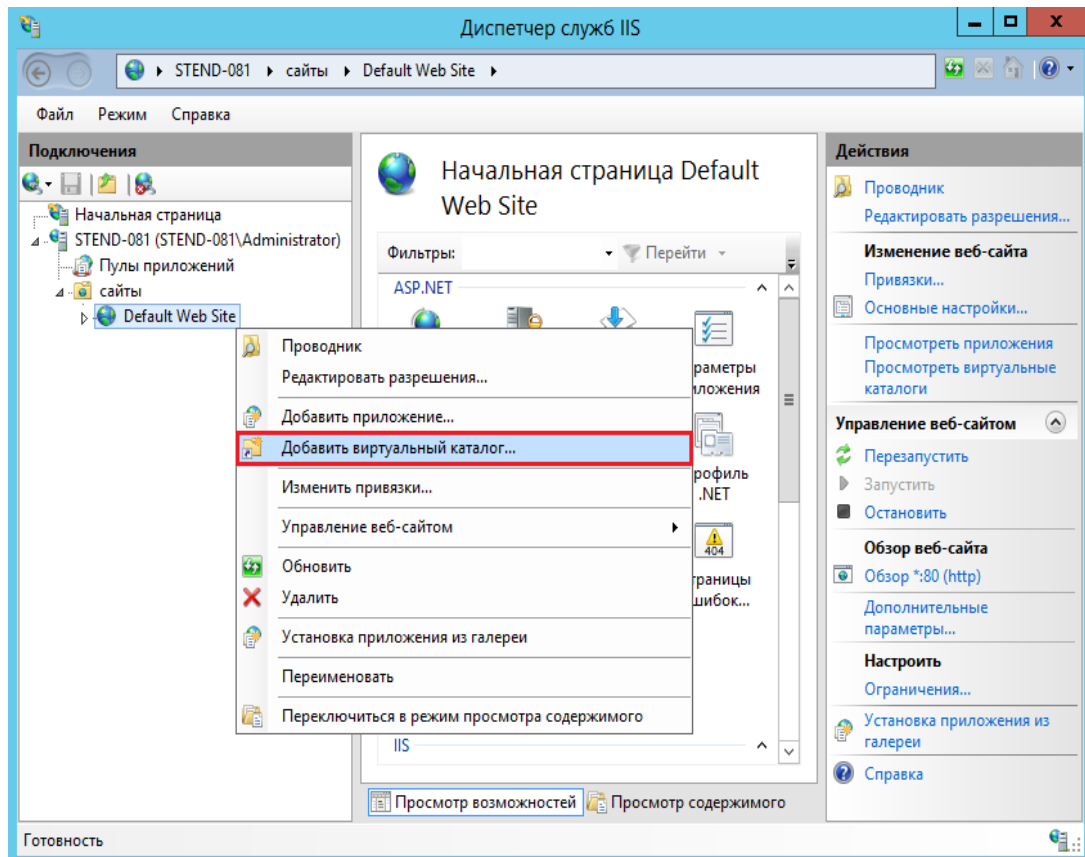 Диспетчер служб IIS
STEND-081 сайты Default Web Site
Файл Режим Справка
Подключения
Начальная страница
STEND-081 (STEND-081\Administrator)
Пулы приложений
сайты
Default Web Site
Начальная страница Default
Web Site
Фильтры: Перейти
ASP.NET
раметры
иложения
рофиль
.NET
404
траницы
шибок...
IIS
Проводник
Редактировать разрешения...
Добавить приложение...
Добавить виртуальный каталог...
Изменить привязки...
Управление веб-сайтом
Обновить
Удалить
Установка приложения из галереи
Переименовать
Переключиться в режим просмотра содержимого
Просмотр возможностей Просмотр содержимого
Действия
Проводник
Редактировать разрешения...
Изменение веб-сайта
Привязки...
Основные настройки...
Просмотреть приложения
Просмотреть виртуальные
каталоги
Управление веб-сайтом
Перезапустить
Запустить
Остановить
Обзор веб-сайта
Обзор *:80 (http)
Дополнительные
параметры...
Настроить
Ограничения...
Установка приложения из
галереи
Справка
Готовность